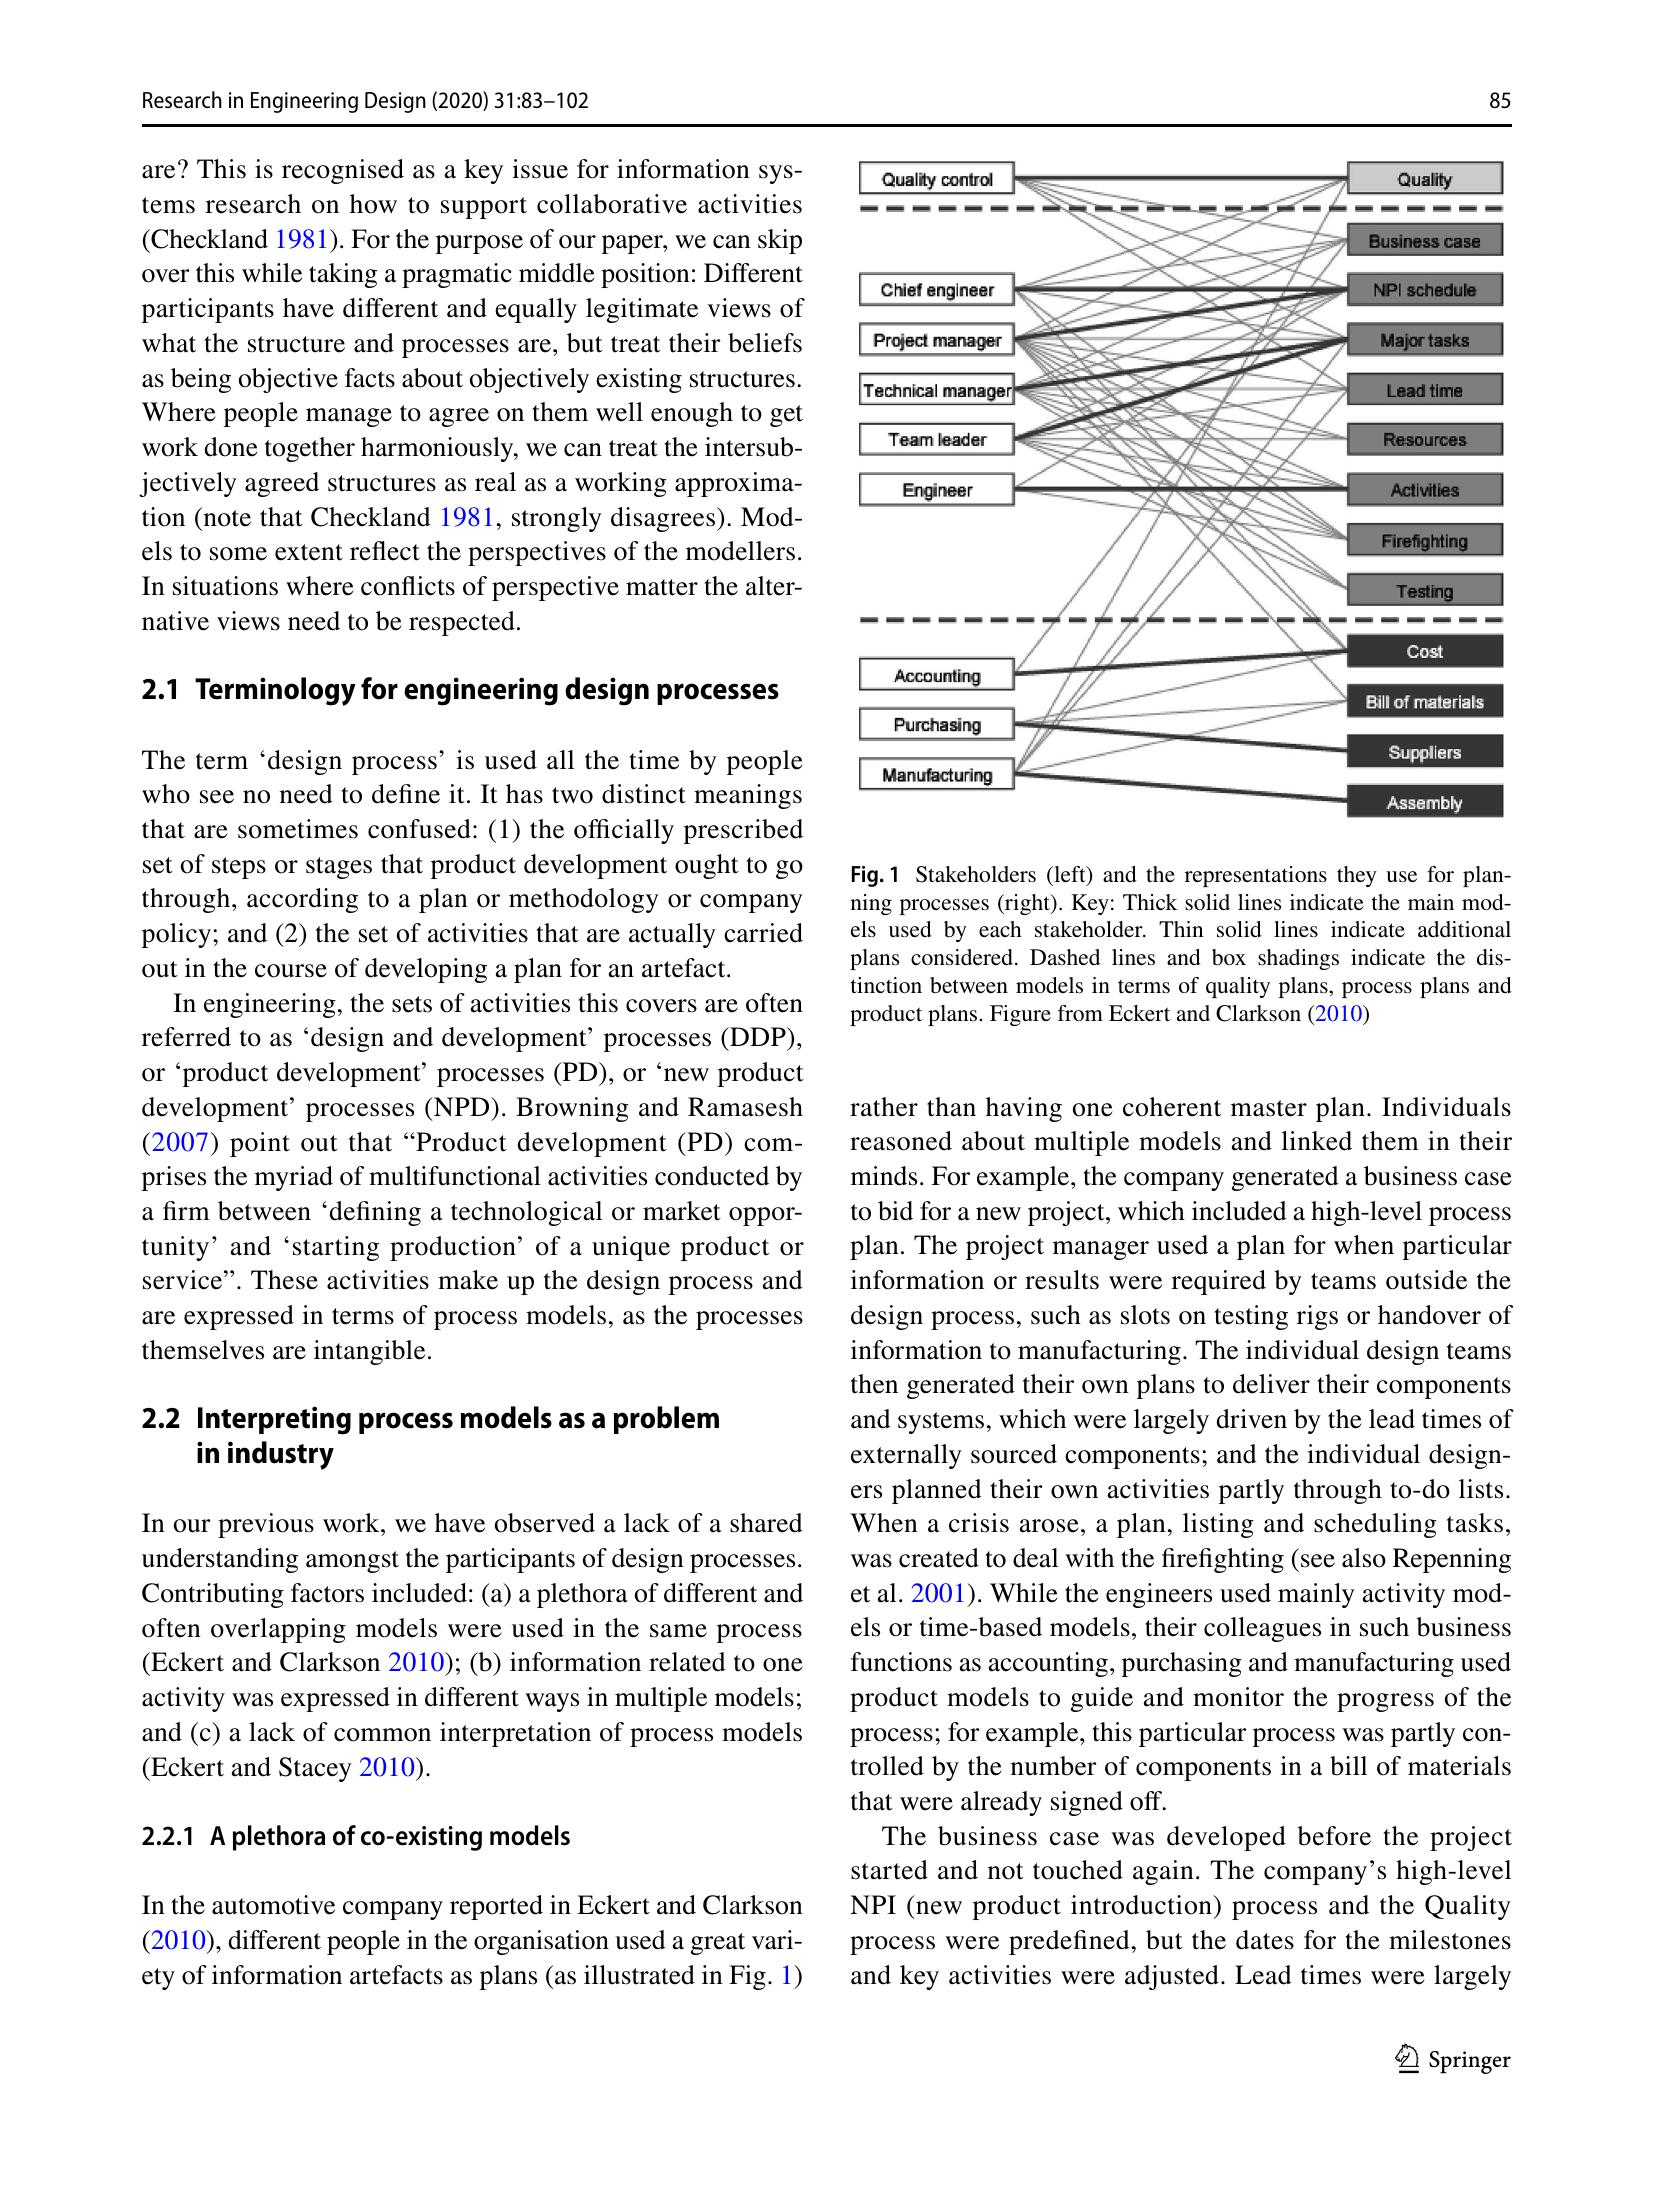 Research in Engineering Design (2020) 31:83–102
85
are? This is recognised as a key issue for information sys-
tems research on how to support collaborative activities
(Checkland 1981). For the purpose of our paper, we can skip
over this while taking a pragmatic middle position: Different
participants have different and equally legitimate views of
what the structure and processes are, but treat their beliefs
as being objective facts about objectively existing structures.
Where people manage to agree on them well enough to get
work done together harmoniously, we can treat the intersub-
jectively agreed structures as real as a working approxima-
tion (note that Checkland 1981, strongly disagrees). Mod-
els to some extent reflect the perspectives of the modellers.
In situations where conflicts of perspective matter the alter-
native views need to be respected.
2.1 Terminology for engineering design processes
The term ‘design process’ is used all the time by people
who see no need to define it. It has two distinct meanings
that are sometimes confused: (1) the officially prescribed
set of steps or stages that product development ought to go
through, according to a plan or methodology or company
policy; and (2) the set of activities that are actually carried
out in the course of developing a plan for an artefact.
In engineering, the sets of activities this covers are often
referred to as ‘design and development’ processes (DDP),
or ‘product development’ processes (PD), or ‘new product
development’ processes (NPD). Browning and Ramasesh
(2007) point out that “Product development (PD) com-
prises the myriad of multifunctional activities conducted by
a firm between ‘defining a technological or market oppor-
tunity’ and ‘starting production’ of a unique product or
service”. These activities make up the design process and
are expressed in terms of process models, as the processes
themselves are intangible.
2.2 Interpreting process models as a problem
in industry
In our previous work, we have observed a lack of a shared
understanding amongst the participants of design processes.
Contributing factors included: (a) a plethora of different and
often overlapping models were used in the same process
(Eckert and Clarkson 2010); (b) information related to one
activity was expressed in different ways in multiple models;
and (c) a lack of common interpretation of process models
(Eckert and Stacey 2010).
2.2.1 A plethora of co-existing models
In the automotive company reported in Eckert and Clarkson
(2010), different people in the organisation used a great vari-
ety of information artefacts as plans (as illustrated in Fig. 1)
Quality control
Chief engineer
Project manager
Technical manager
Team leader
Engineer
Accounting
Purchasing
Manufacturing
Quality
Business case
NPI schedule
Major tasks
Lead time
Resources
Activities
Firefighting
Testing
Cost
Bill of materials
Suppliers
Assembly
Fig. 1 Stakeholders (left) and the representations they use for plan-
ning processes (right). Key: Thick solid lines indicate the main mod-
els used by each stakeholder. Thin solid lines indicate additional
plans considered. Dashed lines and box shadings indicate the dis-
tinction between models in terms of quality plans, process plans and
product plans. Figure from Eckert and Clarkson (2010)
rather than having one coherent master plan. Individuals
reasoned about multiple models and linked them in their
minds. For example, the company generated a business case
to bid for a new project, which included a high-level process
plan. The project manager used a plan for when particular
information or results were required by teams outside the
design process, such as slots on testing rigs or handover of
information to manufacturing. The individual design teams
then generated their own plans to deliver their components
and systems, which were largely driven by the lead times of
externally sourced components; and the individual design-
ers planned their own activities partly through to-do lists.
When a crisis arose, a plan, listing and scheduling tasks,
was created to deal with the firefighting (see also Repenning
et al. 2001). While the engineers used mainly activity mod-
els or time-based models, their colleagues in such business
functions as accounting, purchasing and manufacturing used
product models to guide and monitor the progress of the
process; for example, this particular process was partly con-
trolled by the number of components in a bill of materials
that were already signed off.
The business case was developed before the project
started and not touched again. The company’s high-level
NPI (new product introduction) process and the Quality
process were predefined, but the dates for the milestones
and key activities were adjusted. Lead times were largely
Springer